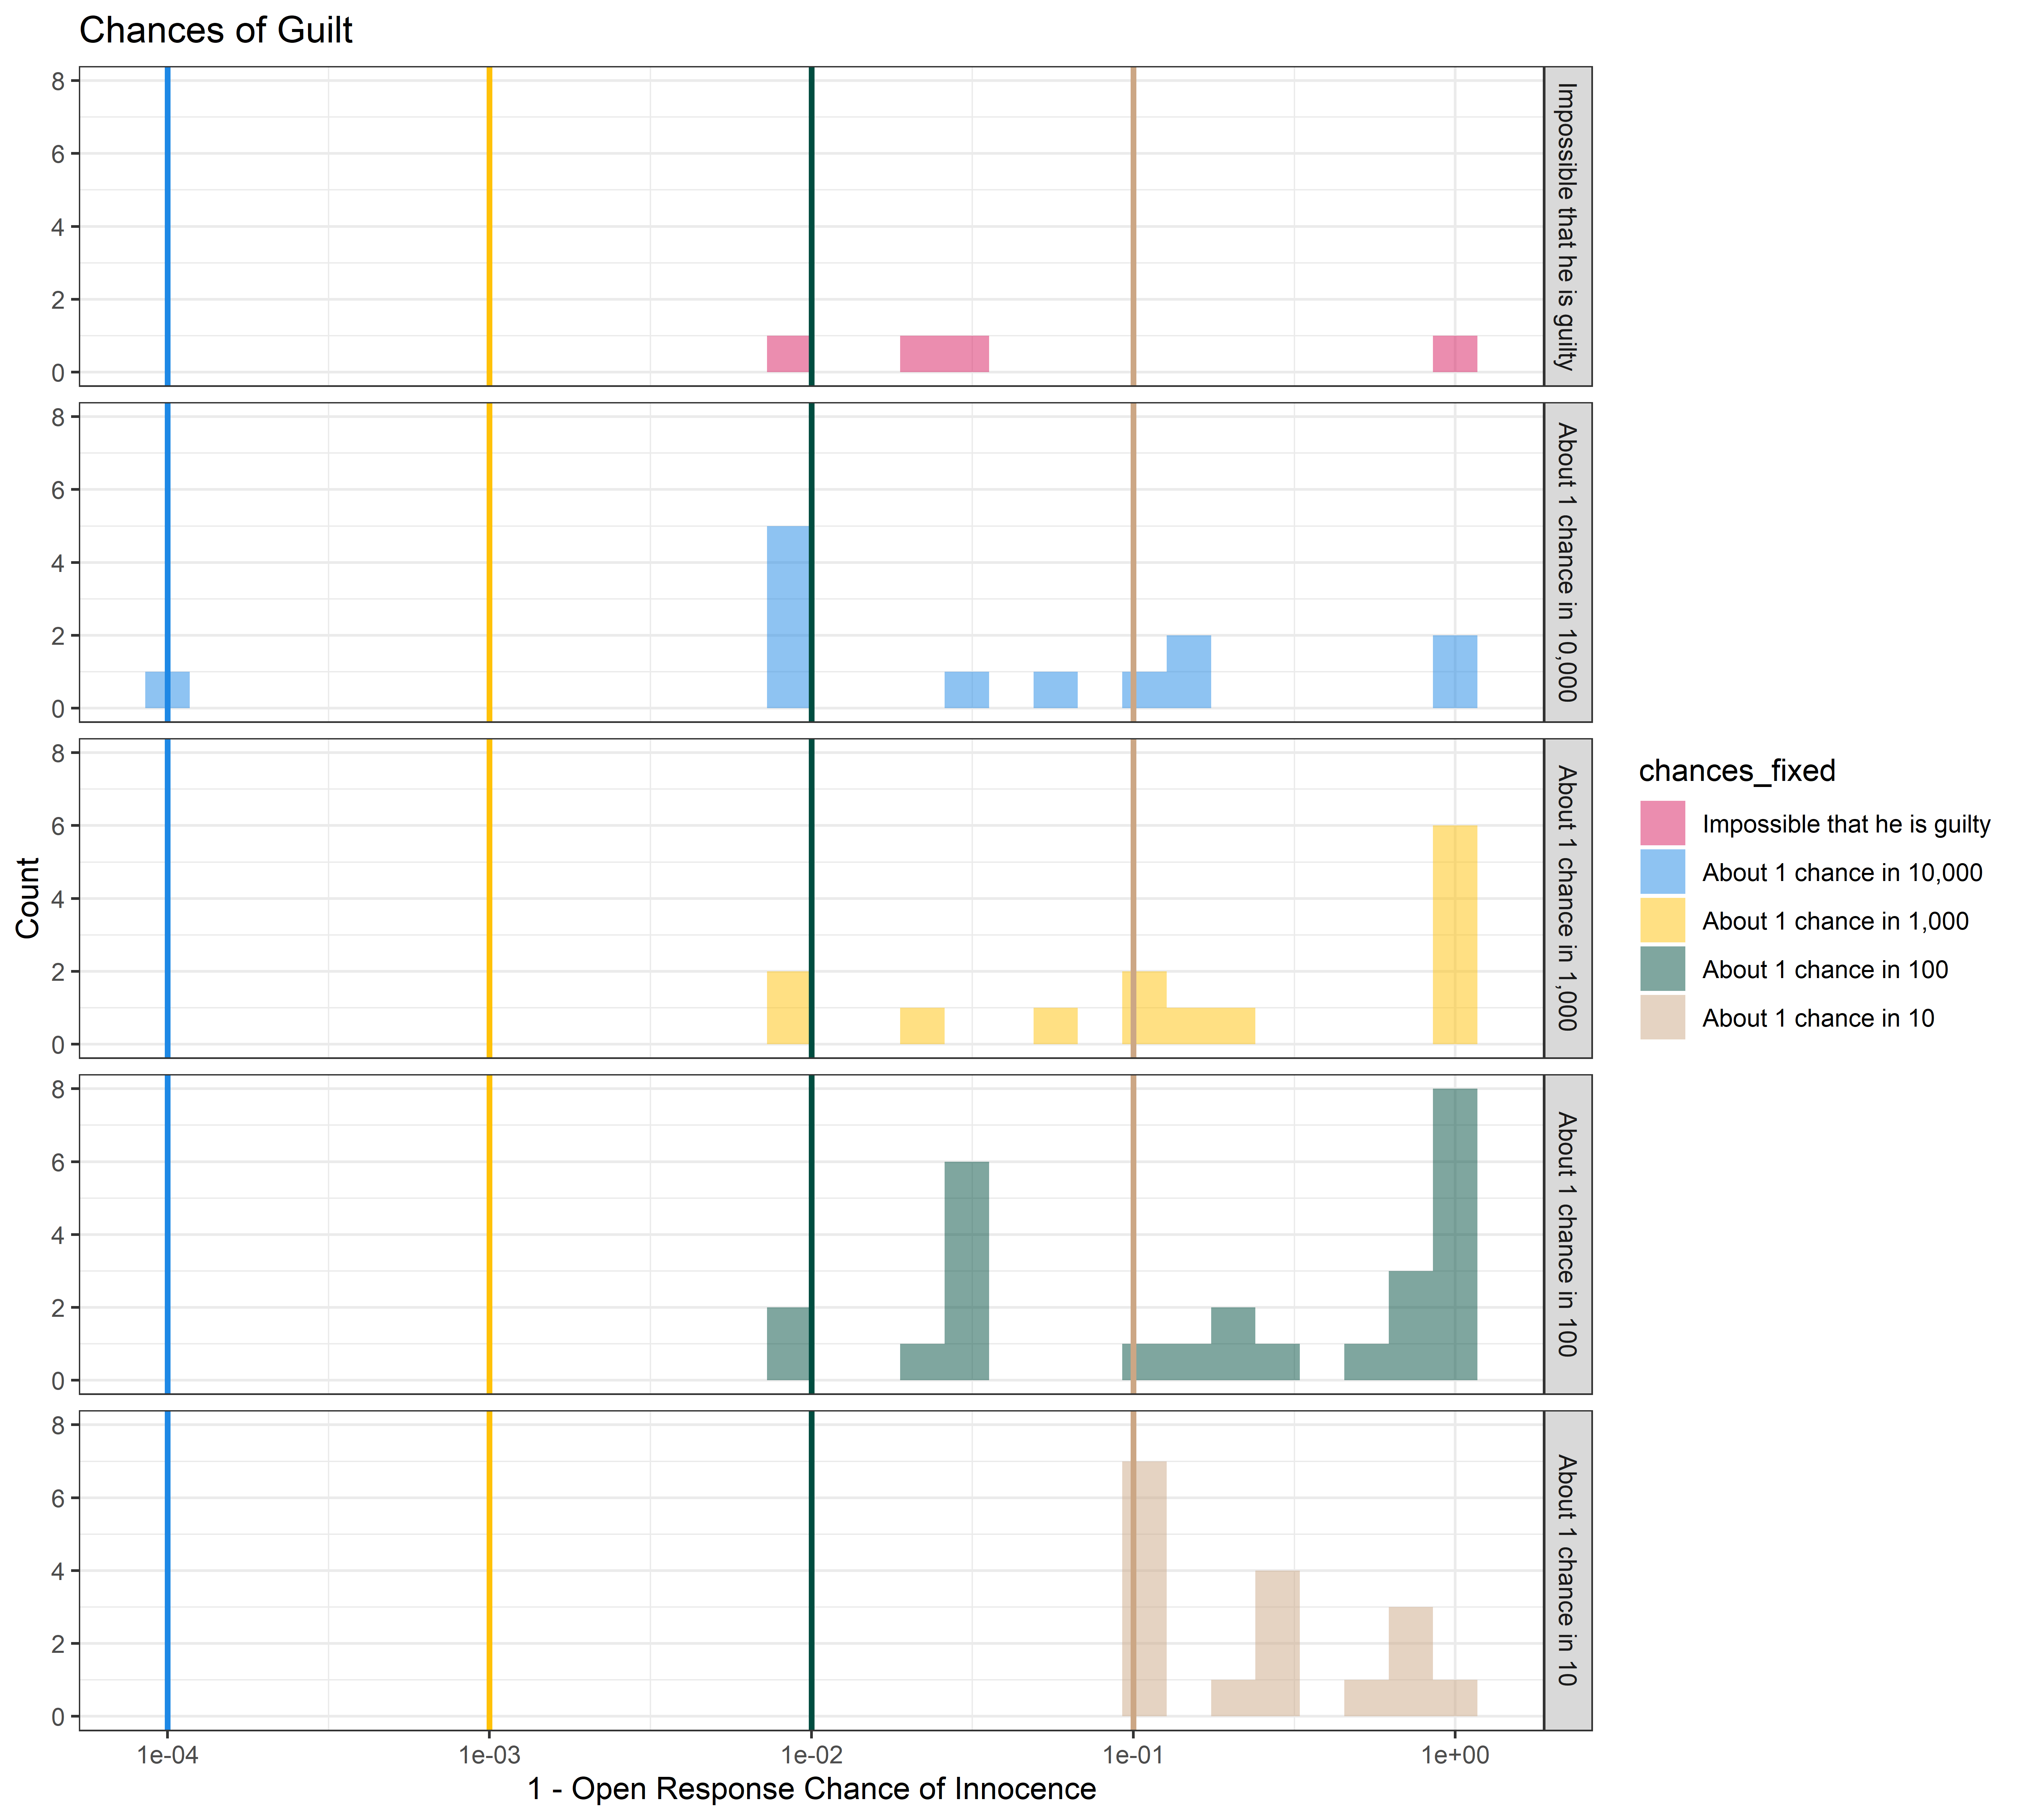 Chances of Guilt
8
6
4
2
0
Impossible that he is guilty
8
6
4
2
0
About 1 chance in 10,000
8
6
4
2
0
About 1 chance in 1,000
8
6
4
2
0
About 1 chance in 100
8
6
4
2
0
About 1 chance in 10
Count
1e-04
1e-03
1e-02
1e-01
1e+00
1 - Open Response Chance of Innocence
chances_fixed
Impossible that he is guilty
About 1 chance in 10,000
About 1 chance in 1,000
About 1 chance in 100
About 1 chance in 10